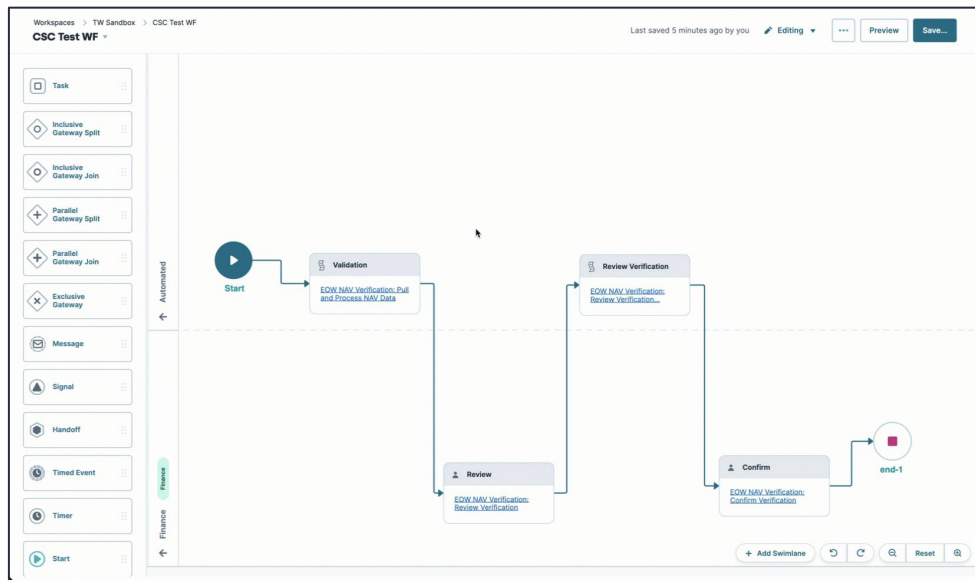 Workspaces > TW Sandbox > CSC Test WF
CSC Test WF
Last saved 5 minutes ago by you
Editing
Preview
Save...
Task
Inclusive
Gateway Split
Inclusive
Gateway Join
Parallel
Gateway Split
Parallel
Gateway Join
Exclusive
Gateway
Message
Signal
Handoff
Timed Event
Timer
Start
Automated
Finance
Finance
Start
Validation
EOW NAV Verification: Pull
and Process NAV Data
Review
EOW NAV Verification:
Review Verification
Review Verification
EOW NAV Verification:
Review Verification...
Confirm
EOW NAV Verification:
Confirm Verification
end-1
+ Add Swimlane
Reset